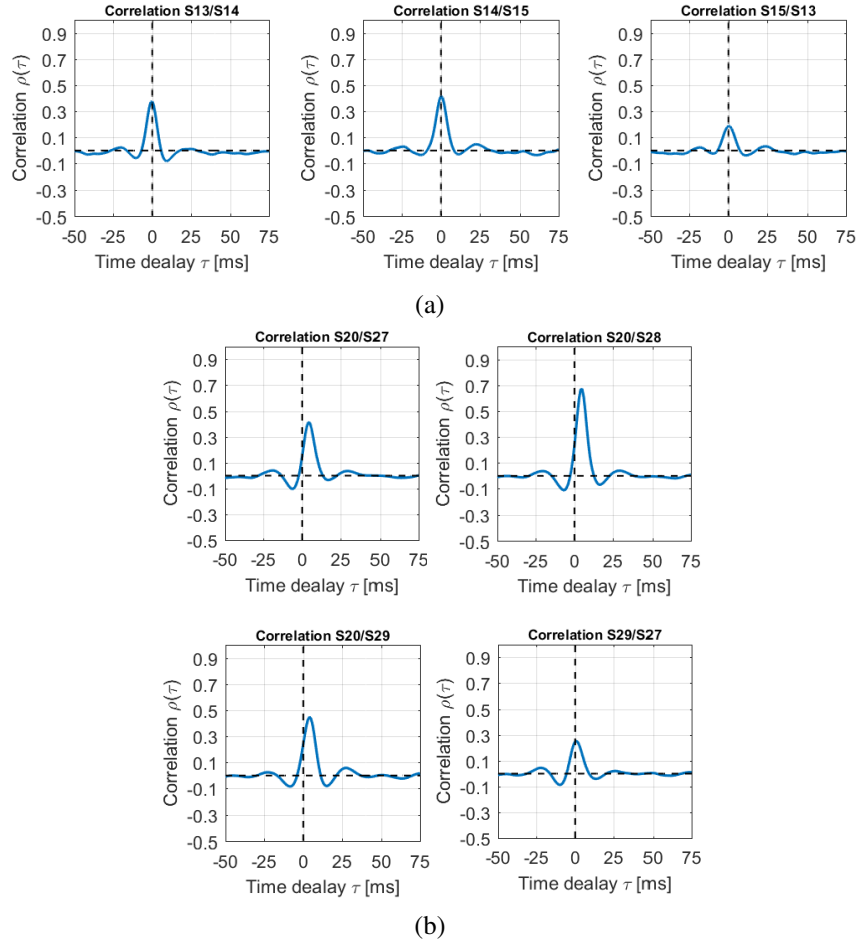 Correlation S13/S14
Correlation S14/S15
Correlation S15/S13
Correlation ρ(τ)
0.9
0.7
0.5
0.3
0.1
-0.1
-0.3
-0.5
-50 -25 0 25 50 75
Time dealay τ [ms]
Correlation ρ(τ)
0.9
0.7
0.5
0.3
0.1
-0.1
-0.3
-0.5
-50 -25 0 25 50 75
Time dealay τ [ms]
Correlation ρ(τ)
0.9
0.7
0.5
0.3
0.1
-0.1
-0.3
-0.5
-50 -25 0 25 50 75
Time dealay τ [ms]
(a)
Correlation S20/S27
Correlation ρ(τ)
0.9
0.7
0.5
0.3
0.1
-0.1
-0.3
-0.5
-50 -25 0 25 50 75
Time dealay τ [ms]
Correlation S20/S28
Correlation ρ(τ)
0.9
0.7
0.5
0.3
0.1
-0.1
-0.3
-0.5
-50 -25 0 25 50 75
Time dealay τ [ms]
Correlation S20/S29
Correlation ρ(τ)
0.9
0.7
0.5
0.3
0.1
-0.1
-0.3
-0.5
-50 -25 0 25 50 75
Time dealay τ [ms]
Correlation S29/S27
Correlation ρ(τ)
0.9
0.7
0.5
0.3
0.1
-0.1
-0.3
-0.5
-50 -25 0 25 50 75
Time dealay τ [ms]
(b)